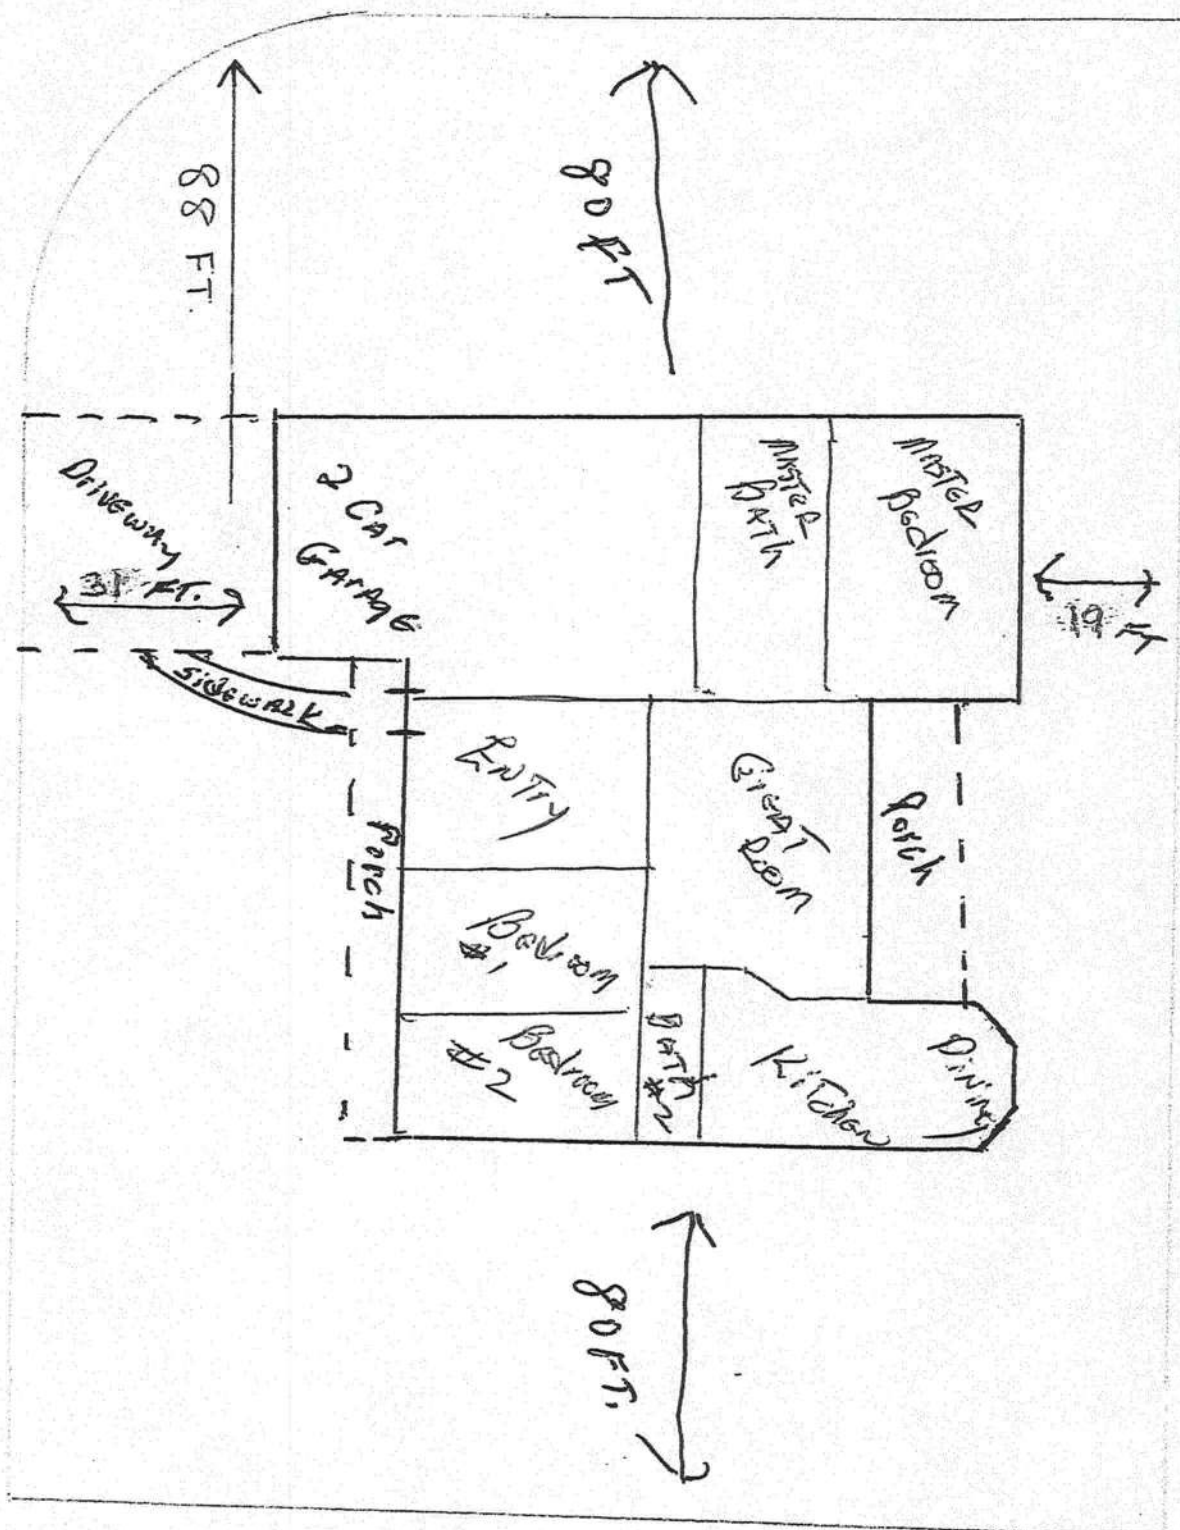 88 FT.
80 FT
Driveway
31 FT.
2 Car
Garage
MASTER
BATh
MASTER
Bedroom
19 FT
Sidewalk
Porch
Entry
Great
Room
Porch
Bedroom
#1
Bedroom
#2
BATh
#2
Kitchen
Dining
80 FT.